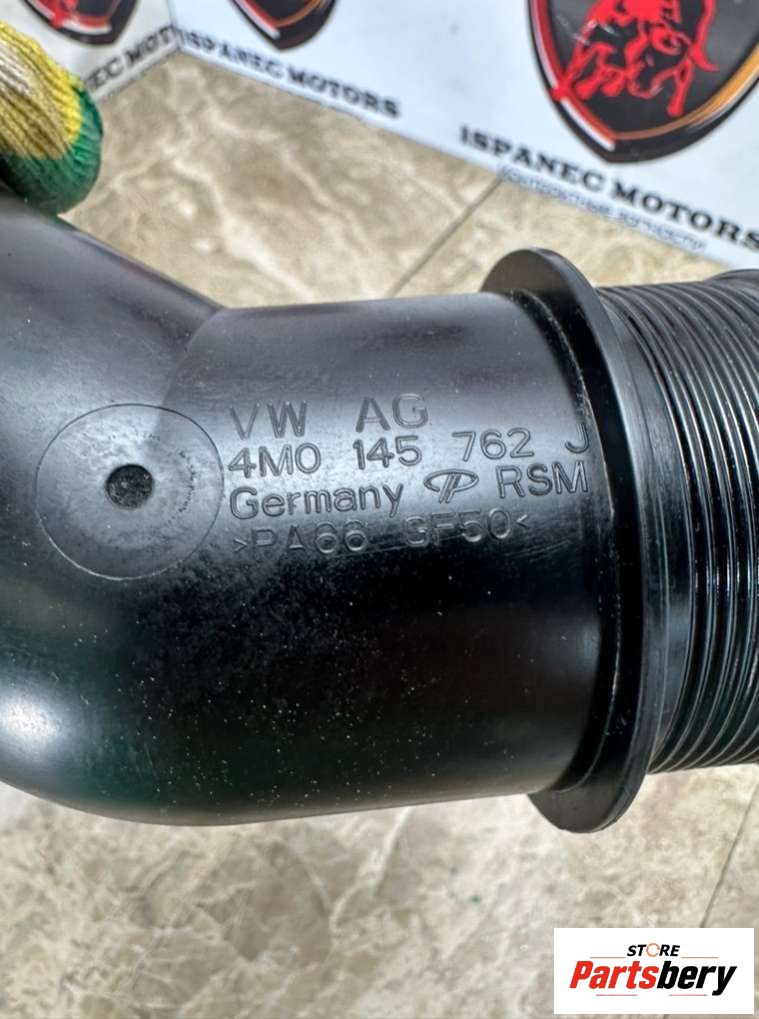 ISPANEC MOTORS
ISPANEC MOTORS
VW AG
4M0 145 762 J
Germany RSM
>PA66 GF50<
STORE
Partsbery